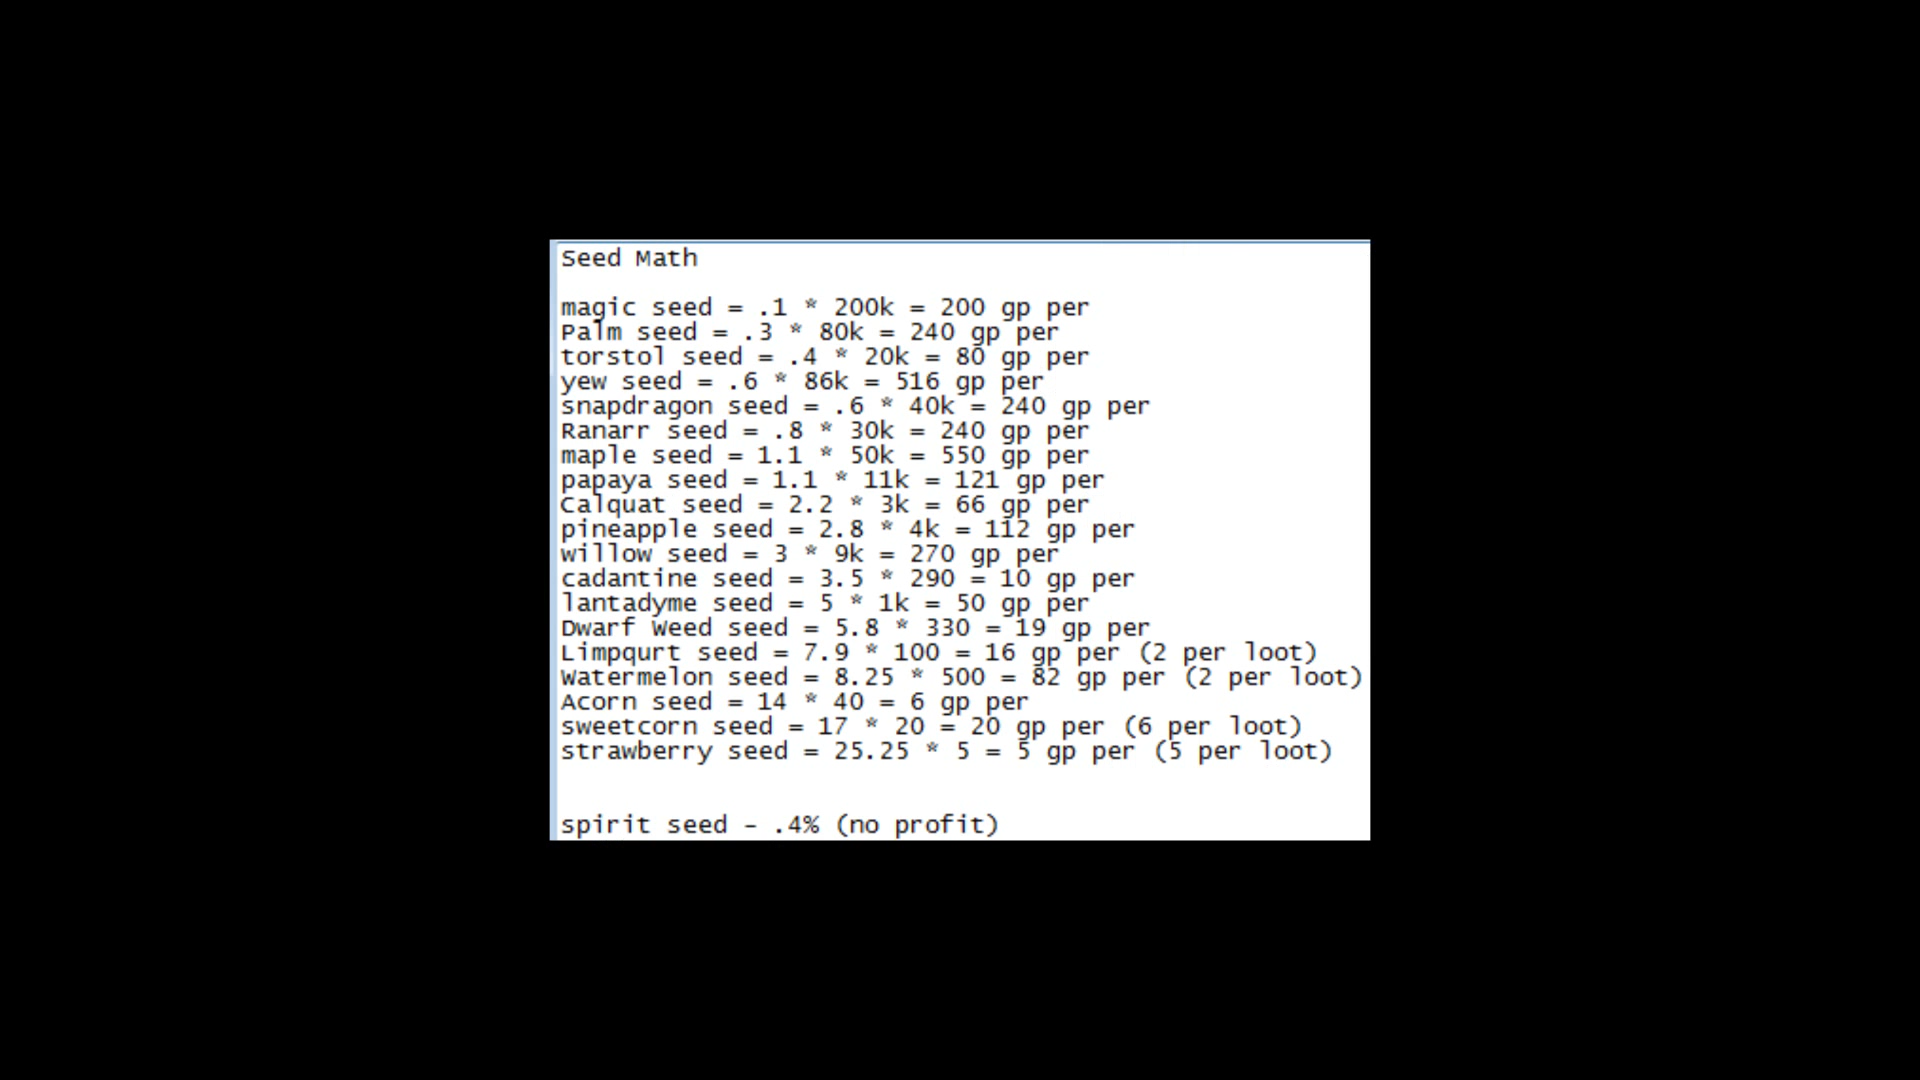 Seed Math
magic seed = .1 * 200k = 200 gp per
Palm seed = .3 * 80k = 240 gp per
torstol seed = .4 * 20k = 80 gp per
yew seed = .6 * 86k = 516 gp per
snapdragon seed = .6 * 40k = 240 gp per
Ranarr seed = .8 * 30k = 240 gp per
maple seed = 1.1 * 50k = 550 gp per
papaya seed = 1.1 * 11k = 121 gp per
Calquat seed = 2.2 * 3k = 66 gp per
pineapple seed = 2.8 * 4k = 112 gp per
willow seed = 3 * 9k = 270 gp per
cadantine seed = 3.5 * 290 = 10 gp per
lantadyme seed = 5 * 1k = 50 gp per
Dwarf Weed seed = 5.8 * 330 = 19 gp per
Limpqurt seed = 7.9 * 100 = 16 gp per (2 per loot)
Watermelon seed = 8.25 * 500 = 82 gp per (2 per loot)
Acorn seed = 14 * 40 = 6 gp per
sweetcorn seed = 17 * 20 = 20 gp per (6 per loot)
strawberry seed = 25.25 * 5 = 5 gp per (5 per loot)
spirit seed - .4% (no profit)